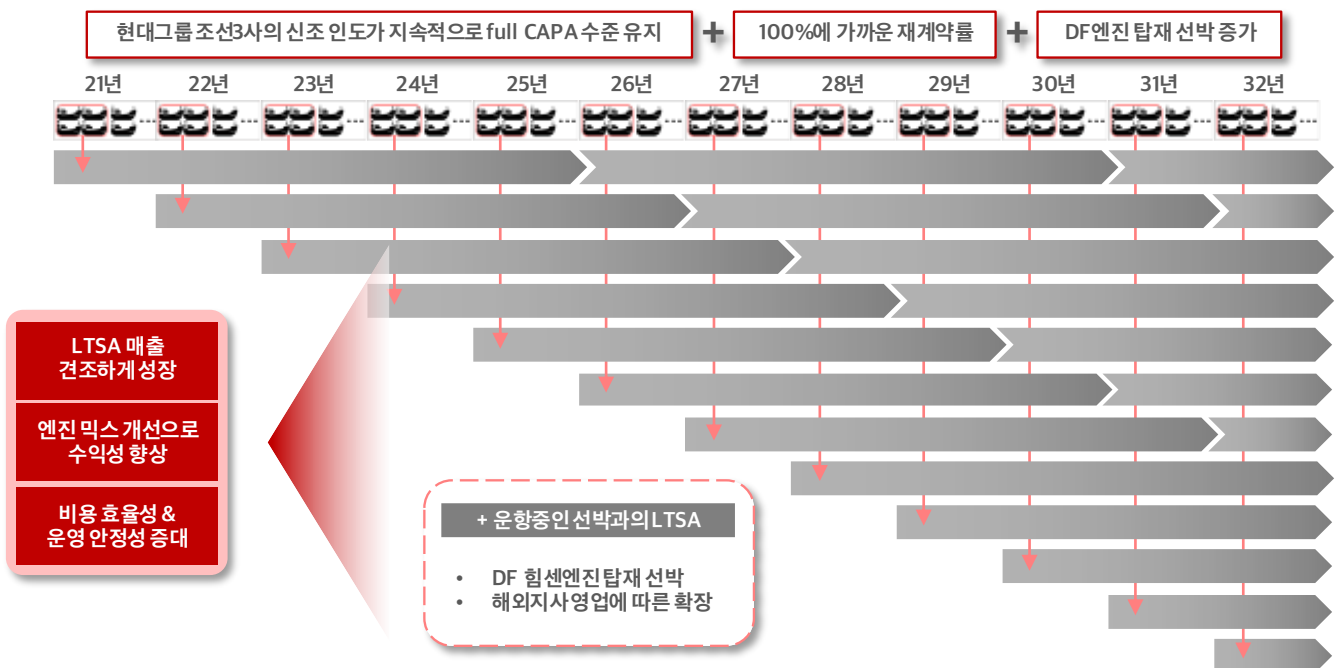 현대그룹 조선3사의 신조 인도가 지속적으로 full CAPA 수준 유지 + 100%에 가까운 재계약률 + DF엔진 탑재 선박 증가
21년 22년 23년 24년 25년 26년 27년 28년 29년 30년 31년 32년
LTSA 매출
견조하게 성장
엔진 믹스 개선으로
수익성 향상
비용 효율성 &
운영 안정성 증대
+ 운항중인 선박과의 LTSA
• DF 힘센엔진 탑재 선박
• 해외지사 영업에 따른 확장